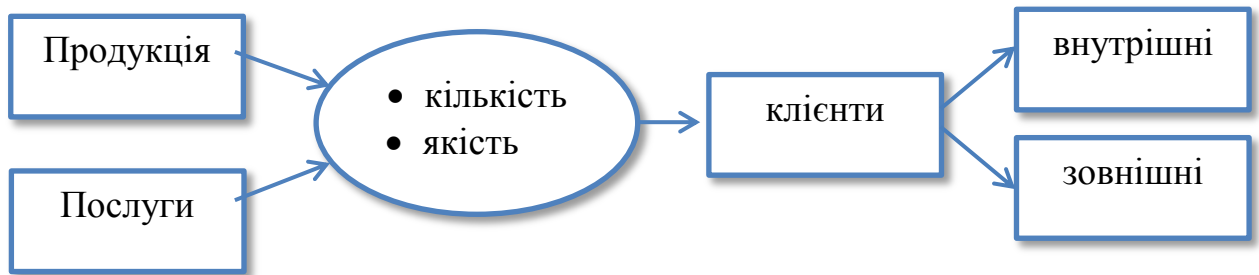 Продукція
Послуги
• кількість
• якість
клієнти
внутрішні
зовнішні